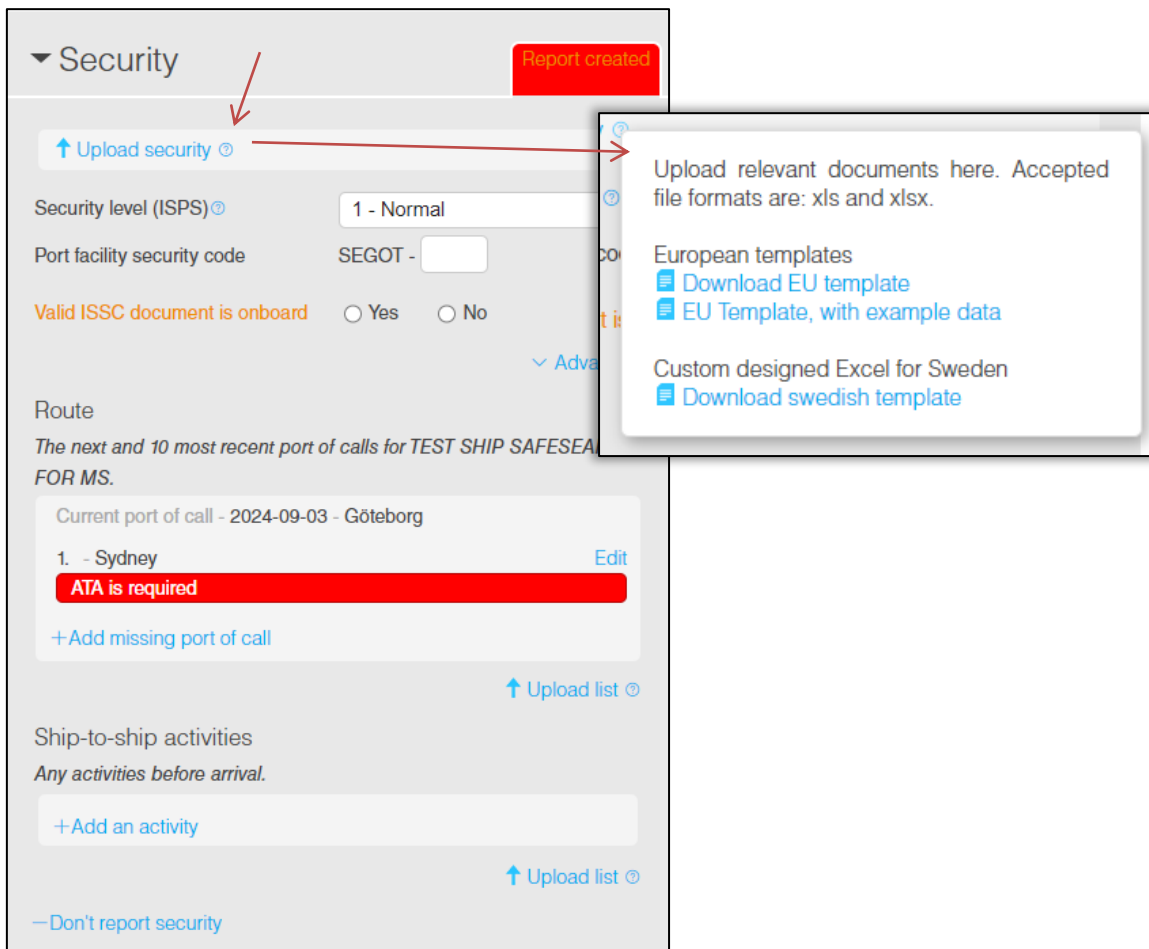 Security
Report created
Upload security
Security level (ISPS)
1 - Normal
Port facility security code
SEGOT -
Valid ISSC document is onboard
Yes
No
Route
The next and 10 most recent port of calls for TEST SHIP
FOR MS.
Current port of call - 2024-09-03 - Göteborg
1. - Sydney
Edit
ATA is required
+Add missing port of call
Upload list
Ship-to-ship activities
Any activities before arrival.
+Add an activity
Upload list
—Don't report security
Upload relevant documents here. Accepted
file formats are: xls and xlsx.
European templates
Download EU template
EU Template, with example data
Custom designed Excel for Sweden
Download swedish template